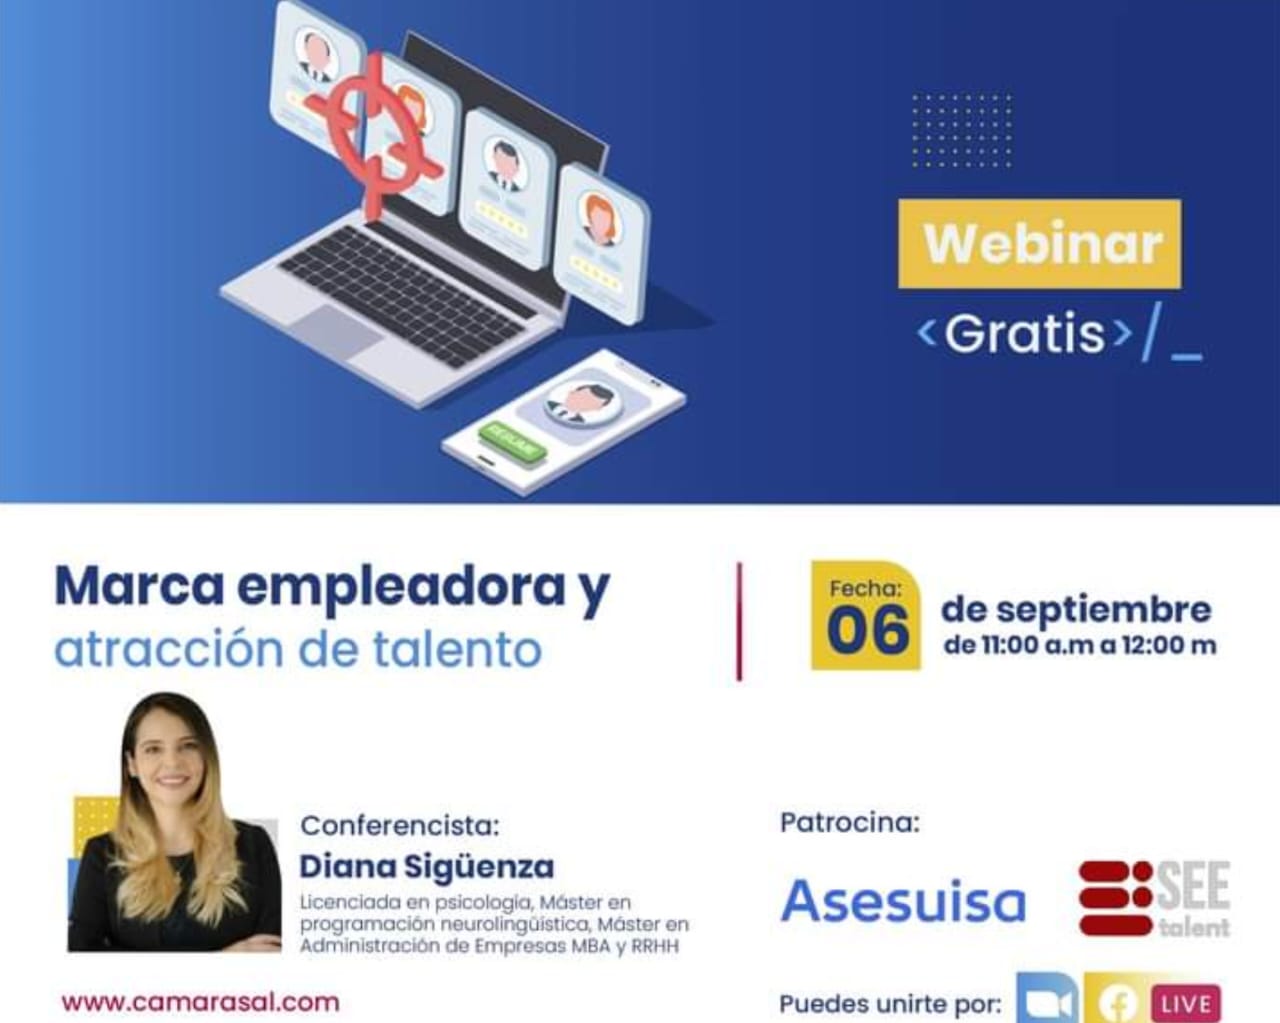 Webinar
<Gratis>/_
Marca empleadora y
atracción de talento
Fecha:
06
de septiembre
de 11:00 a.m a 12:00 m
Conferencista:
Diana Sigüenza
Licenciada en psicología, Máster en
programación neurolingüística, Máster en
Administración de Empresas MBA y RRHH
www.camarasal.com
Patrocina:
Asesuisa
SEE
talent
Puedes unirte por:
LIVE